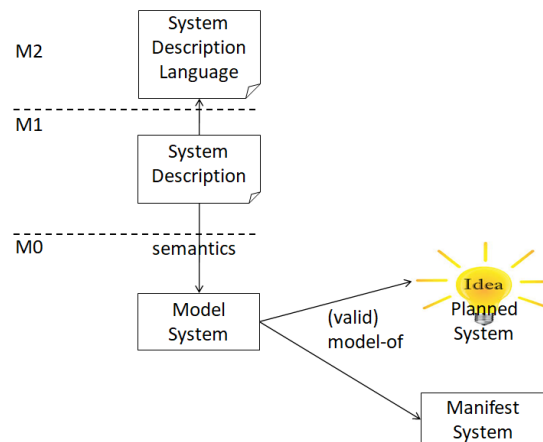 M2
System
Description
Language
M1
System
Description
M0
semantics
Model
System
(valid)
model-of
Idea
Planned
System
Manifest
System